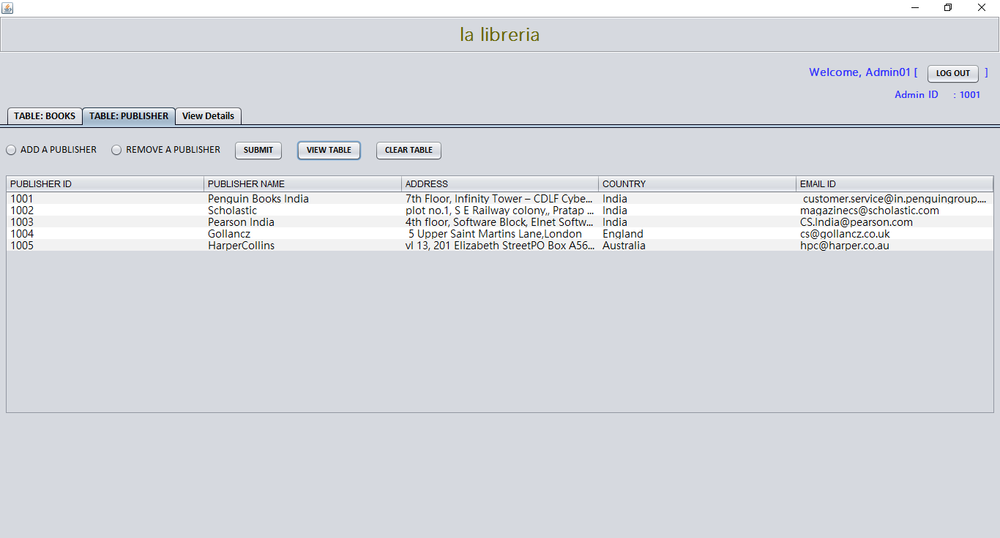 la libreria
Welcome, Admin01 [ LOG OUT ]
Admin ID : 1001
TABLE: BOOKS TABLE: PUBLISHER View Details
ADD A PUBLISHER REMOVE A PUBLISHER SUBMIT VIEW TABLE CLEAR TABLE
PUBLISHER ID PUBLISHER NAME ADDRESS COUNTRY EMAIL ID
1001 Penguin Books India 7th Floor, Infinity Tower – CDLF Cybe... India customer.service@in.penguingroup....
1002 Scholastic plot no.1, S E Railway colony,, Pratap ... India magazinecs@scholastic.com
1003 Pearson India 4th floor, Software Block, Elnet Softw... India CS.India@pearson.com
1004 Gollancz 5 Upper Saint Martins Lane,London England cs@gollancz.co.uk
1005 HarperCollins vl 13, 201 Elizabeth StreetPO Box A56... Australia hpc@harper.co.au